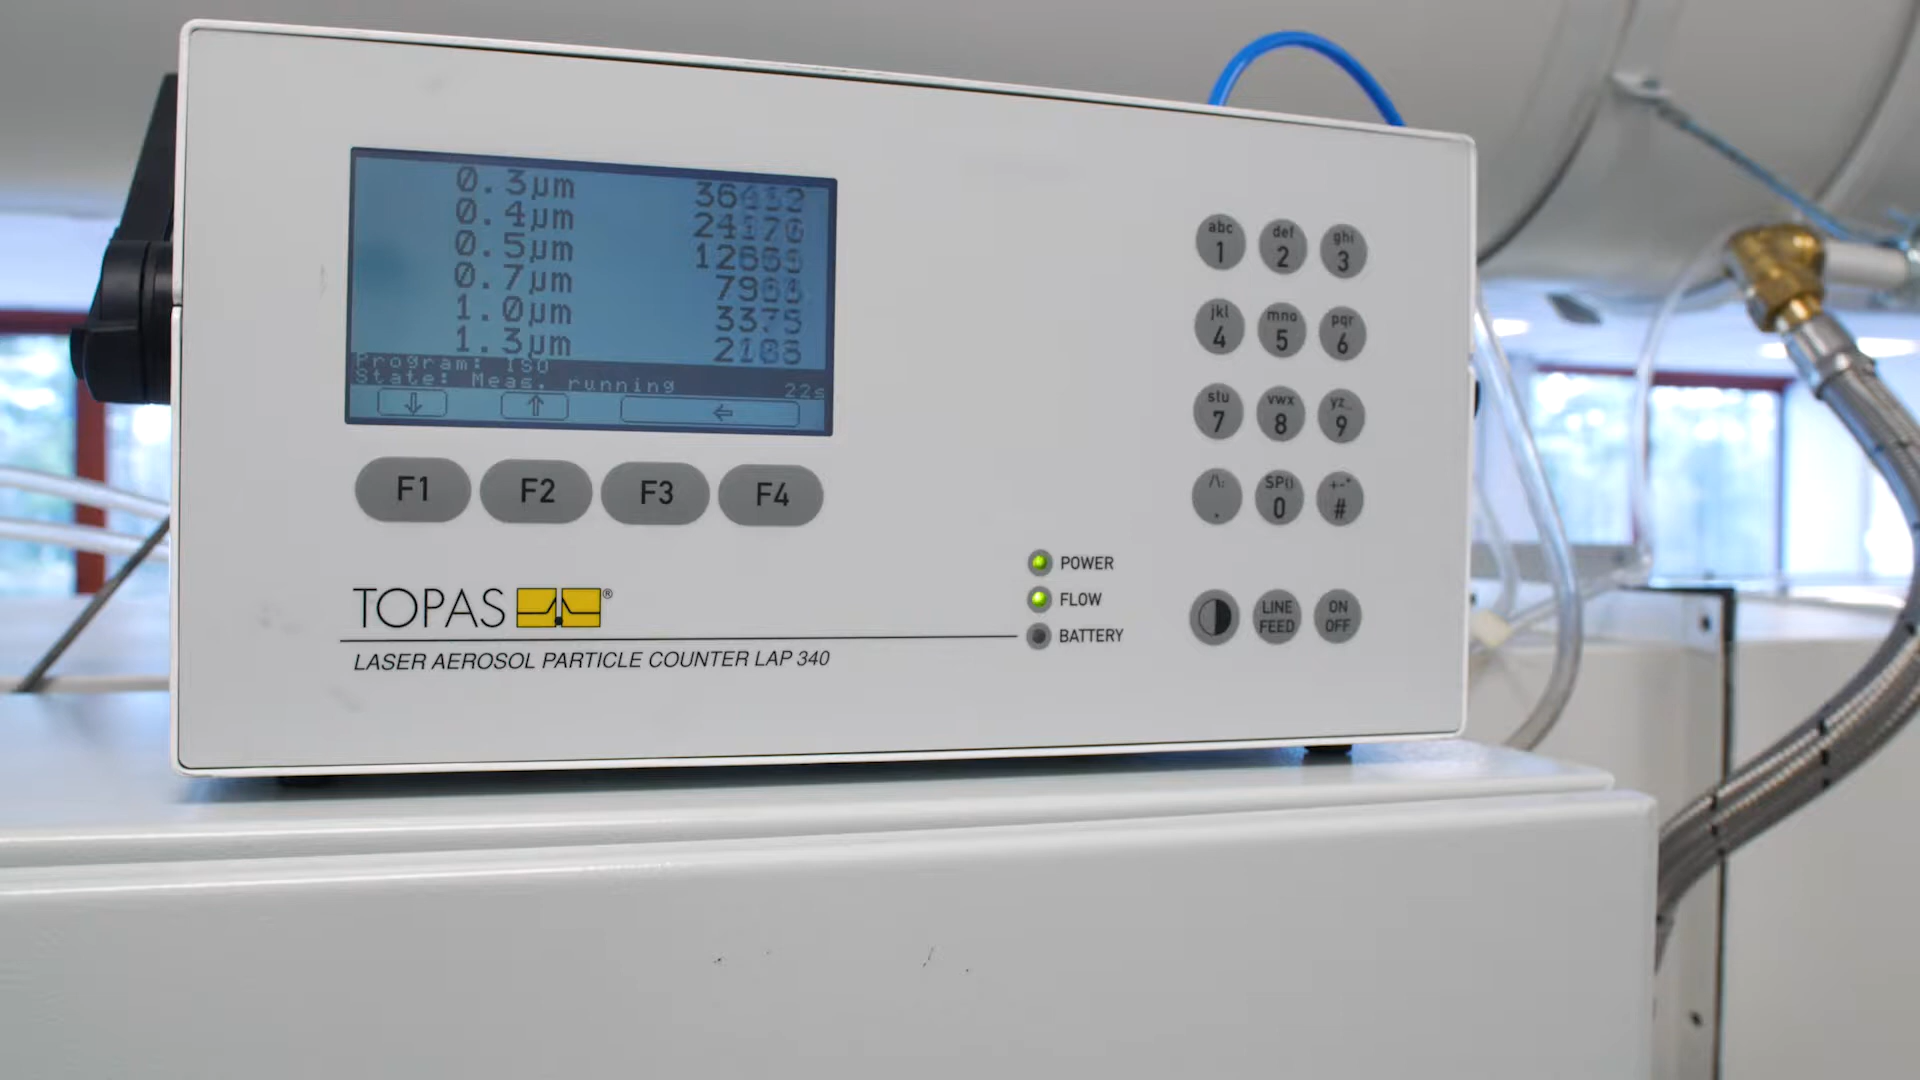 0.3µm
0.4µm
0.5µm
0.7µm
1.0µm
1.3µm
Program: ISO
State: Meas. running 22s
F1 F2 F3 F4
abc 1 def 2 ghi 3
jkl 4 mno 5 pqr 6
stu 7 vwx 8 yz_ 9
/\: . SP() 0 +-* #
LINE FEED ON OFF
POWER
FLOW
BATTERY
TOPAS®
LASER AEROSOL PARTICLE COUNTER LAP 340